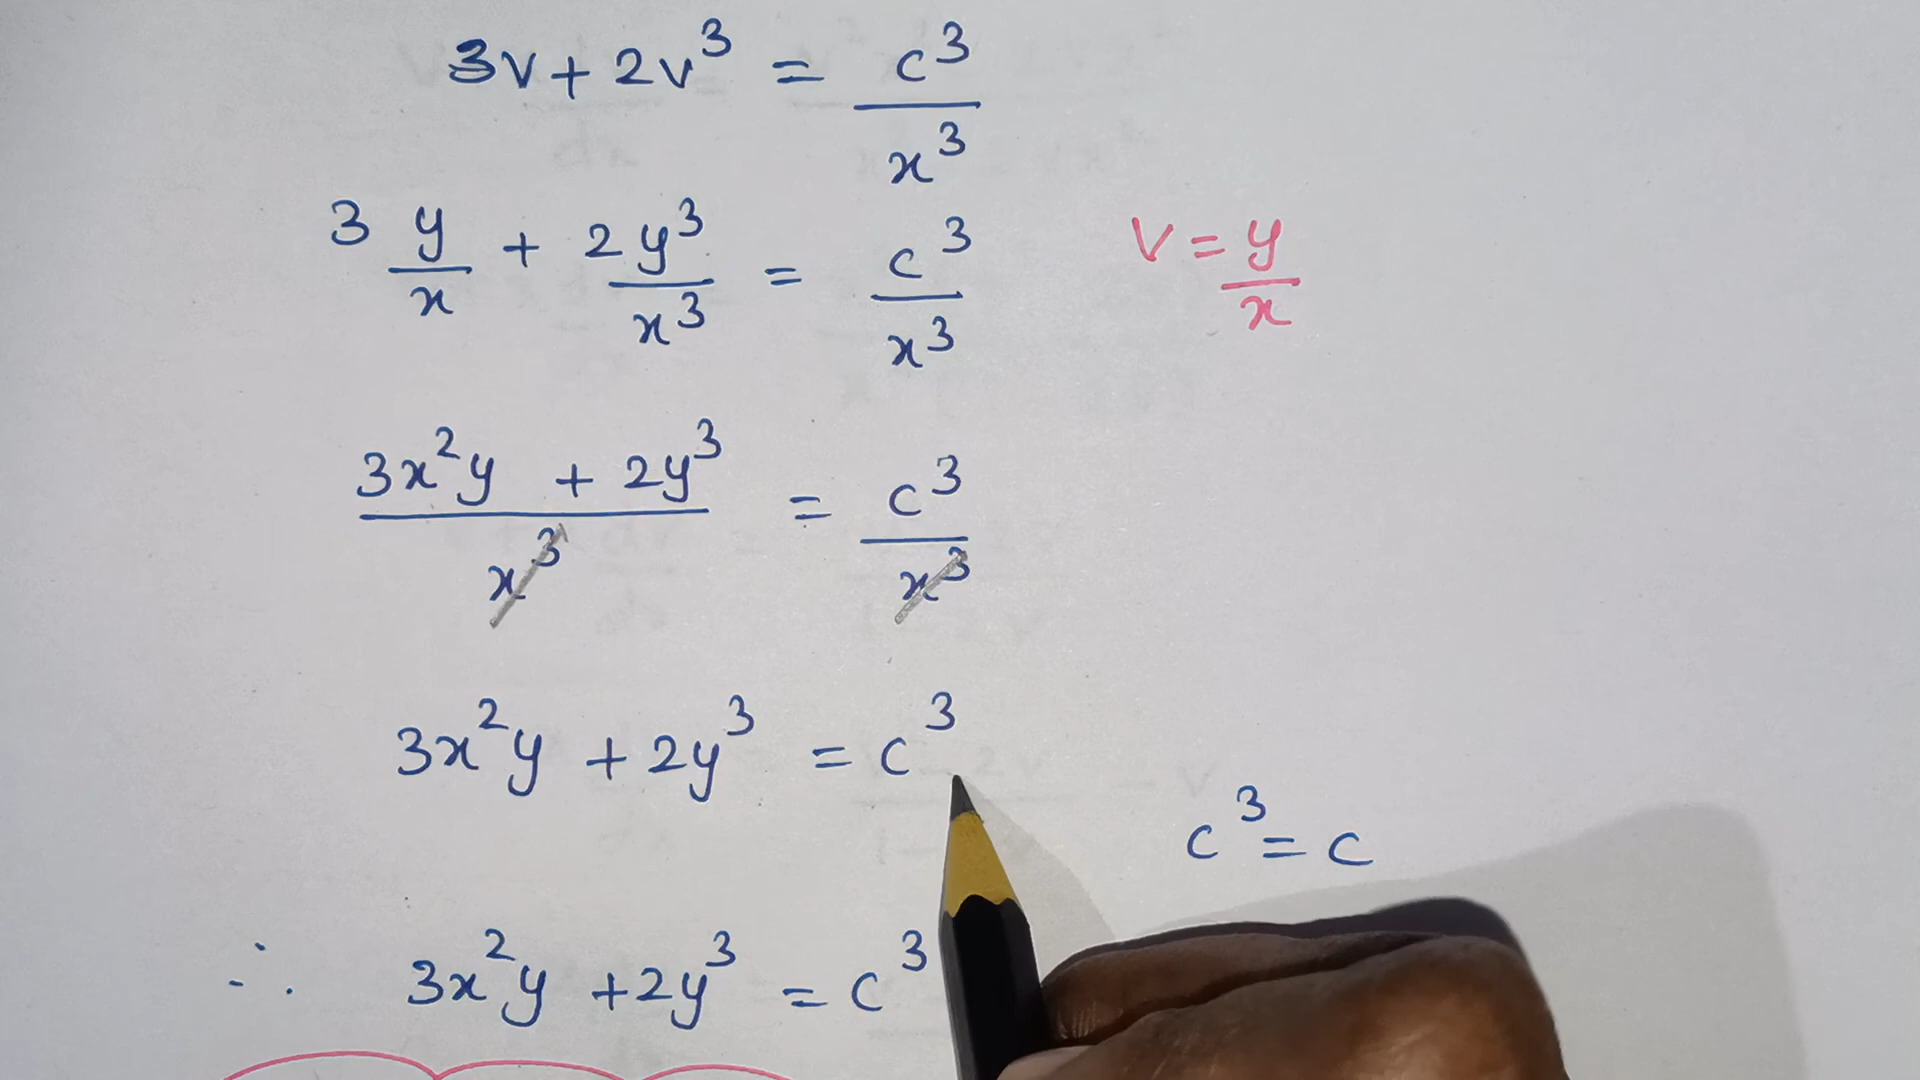 3v + 2v³ = c³/x³
3 y/x + 2y³/x³ = c³/x³
v = y/x
(3x²y + 2y³)/x³ = c³/x³
3x²y + 2y³ = c³
c³ = c
∴ 3x²y + 2y³ = c³